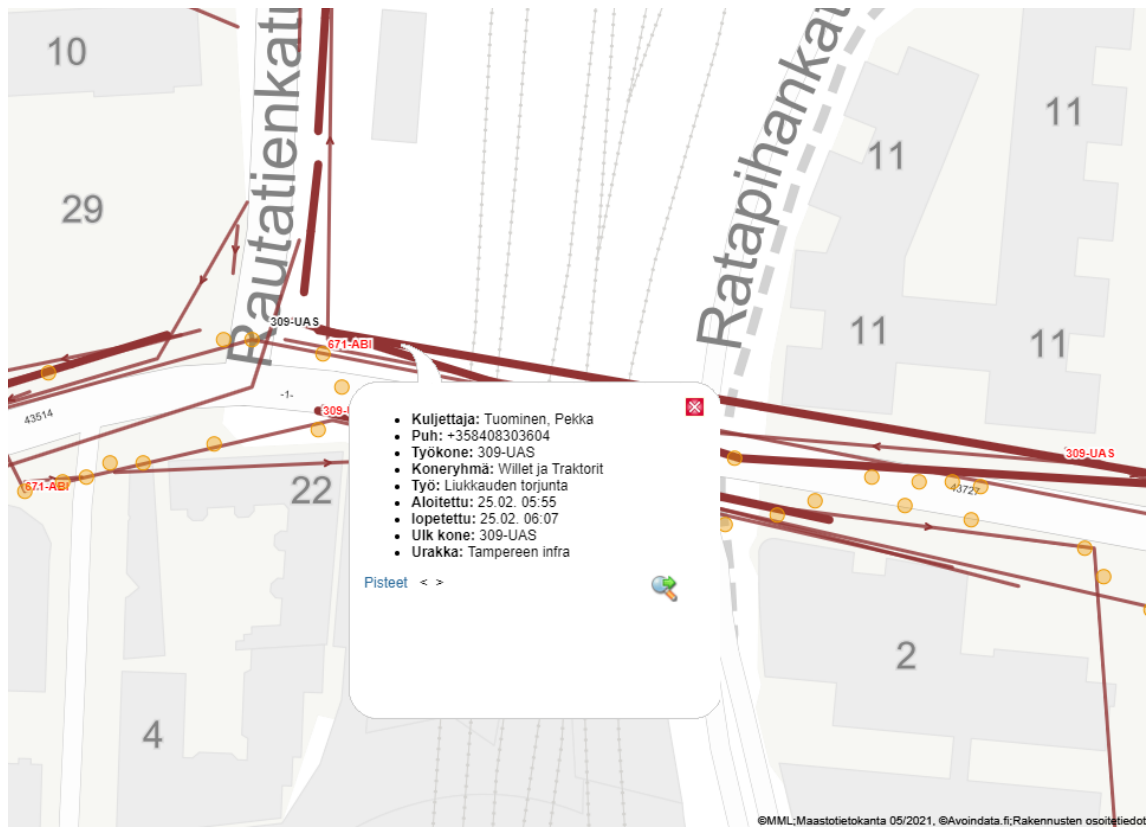 10
Rautatienkatu
Ratapihankatu
11
11
29
309-UAS
671-ABI
11
11
-1-
43514
309-U
671-ABI
22
• Kuljettaja: Tuominen, Pekka
• Puh: +358408303604
• Työkone: 309-UAS
• Koneryhmä: Willet ja Traktorit
• Työ: Liukkauden torjunta
• Aloitettu: 25.02. 05:55
• lopetettu: 25.02. 06:07
• Ulk kone: 309-UAS
• Urakka: Tampereen infra
Pisteet < >
309-UAS
43727
2
4
©MML;Maastotietokanta 05/2021, ©Avoindata.fi;Rakennusten osoitetiedot